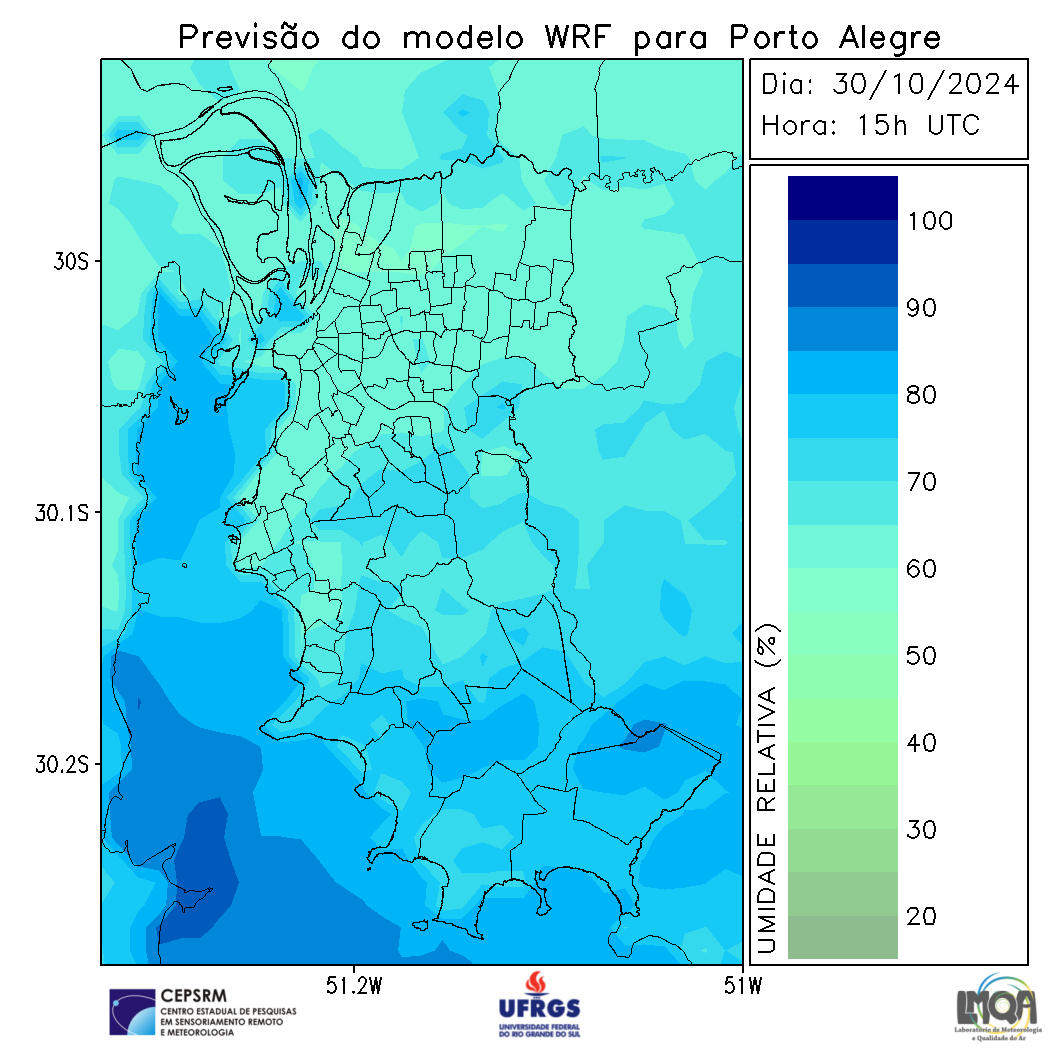 Previsão do modelo WRF para Porto Alegre
Dia: 30/10/2024
Hora: 15h UTC
100
90
80
70
60
50
40
30
20
UMIDADE RELATIVA (%)
30S
30.1S
30.2S
51.2W
51W
CEPSRM
CENTRO ESTADUAL DE PESQUISAS
EM SENSORIAMENTO REMOTO
E METEOROLOGIA
UFRGS
UNIVERSIDADE FEDERAL
DO RIO GRANDE DO SUL
LMQA
Laboratório de Meteorologia
e Qualidade do Ar